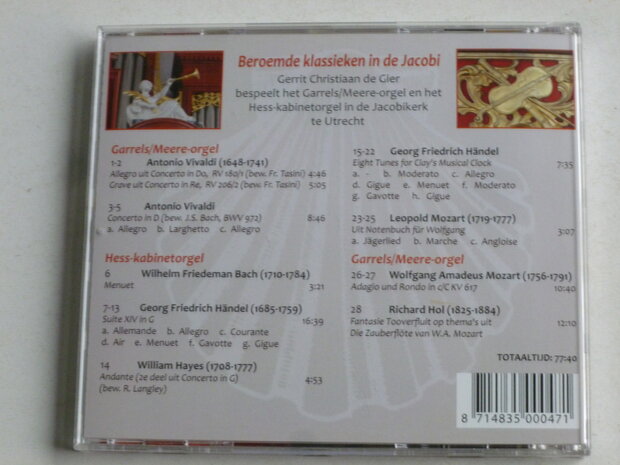 Beroemde klassieken in de Jacobi
Gerrit Christiaan de Gier
bespeelt het Garrels/Meere-orgel en het
Hess-kabinetorgel in de Jacobikerk
te Utrecht
Garrels/Meere-orgel
1-2 Antonio Vivaldi (1648-1741)
Allegro uit Concerto in Do, RV 180/1 (bew. Fr. Tasini) 4:46
Grave uit Concerto in Re, RV 206/2 (bew. Fr. Tasini) 5:05
3-5 Antonio Vivaldi
Concerto in D (bew. J.S. Bach, BWV 972) 8:46
a. Allegro b. Larghetto c. Allegro
Hess-kabinetorgel
6 Wilhelm Friedeman Bach (1710-1784)
Menuet 3:21
7-13 Georg Friedrich Händel (1685-1759)
Suite XIV in G 16:39
a. Allemande b. Allegro c. Courante
d. Air e. Menuet f. Gavotte g. Gigue
14 William Hayes (1708-1777)
Andante (2e deel uit Concerto in G) 4:53
(bew. R. Langley)
15-22 Georg Friedrich Händel
Eight Tunes for Clay's Musical Clock 7:35
a. - b. Moderato c. Allegro
d. Gigue e. Menuet f. Moderato
g. Gavotte h. Gigue
23-25 Leopold Mozart (1719-1777)
Uit Notenbuch für Wolfgang 3:07
a. Jägerlied b. Marche c. Angloise
Garrels/Meere-orgel
26-27 Wolfgang Amadeus Mozart (1756-1791)
Adagio und Rondo in c/C KV 617 10:40
28 Richard Hol (1825-1884)
Fantasie Tooverfluit op thema's uit 12:10
Die Zauberflöte van W.A. Mozart
TOTAALTIJD: 77:40
8 714835 000471